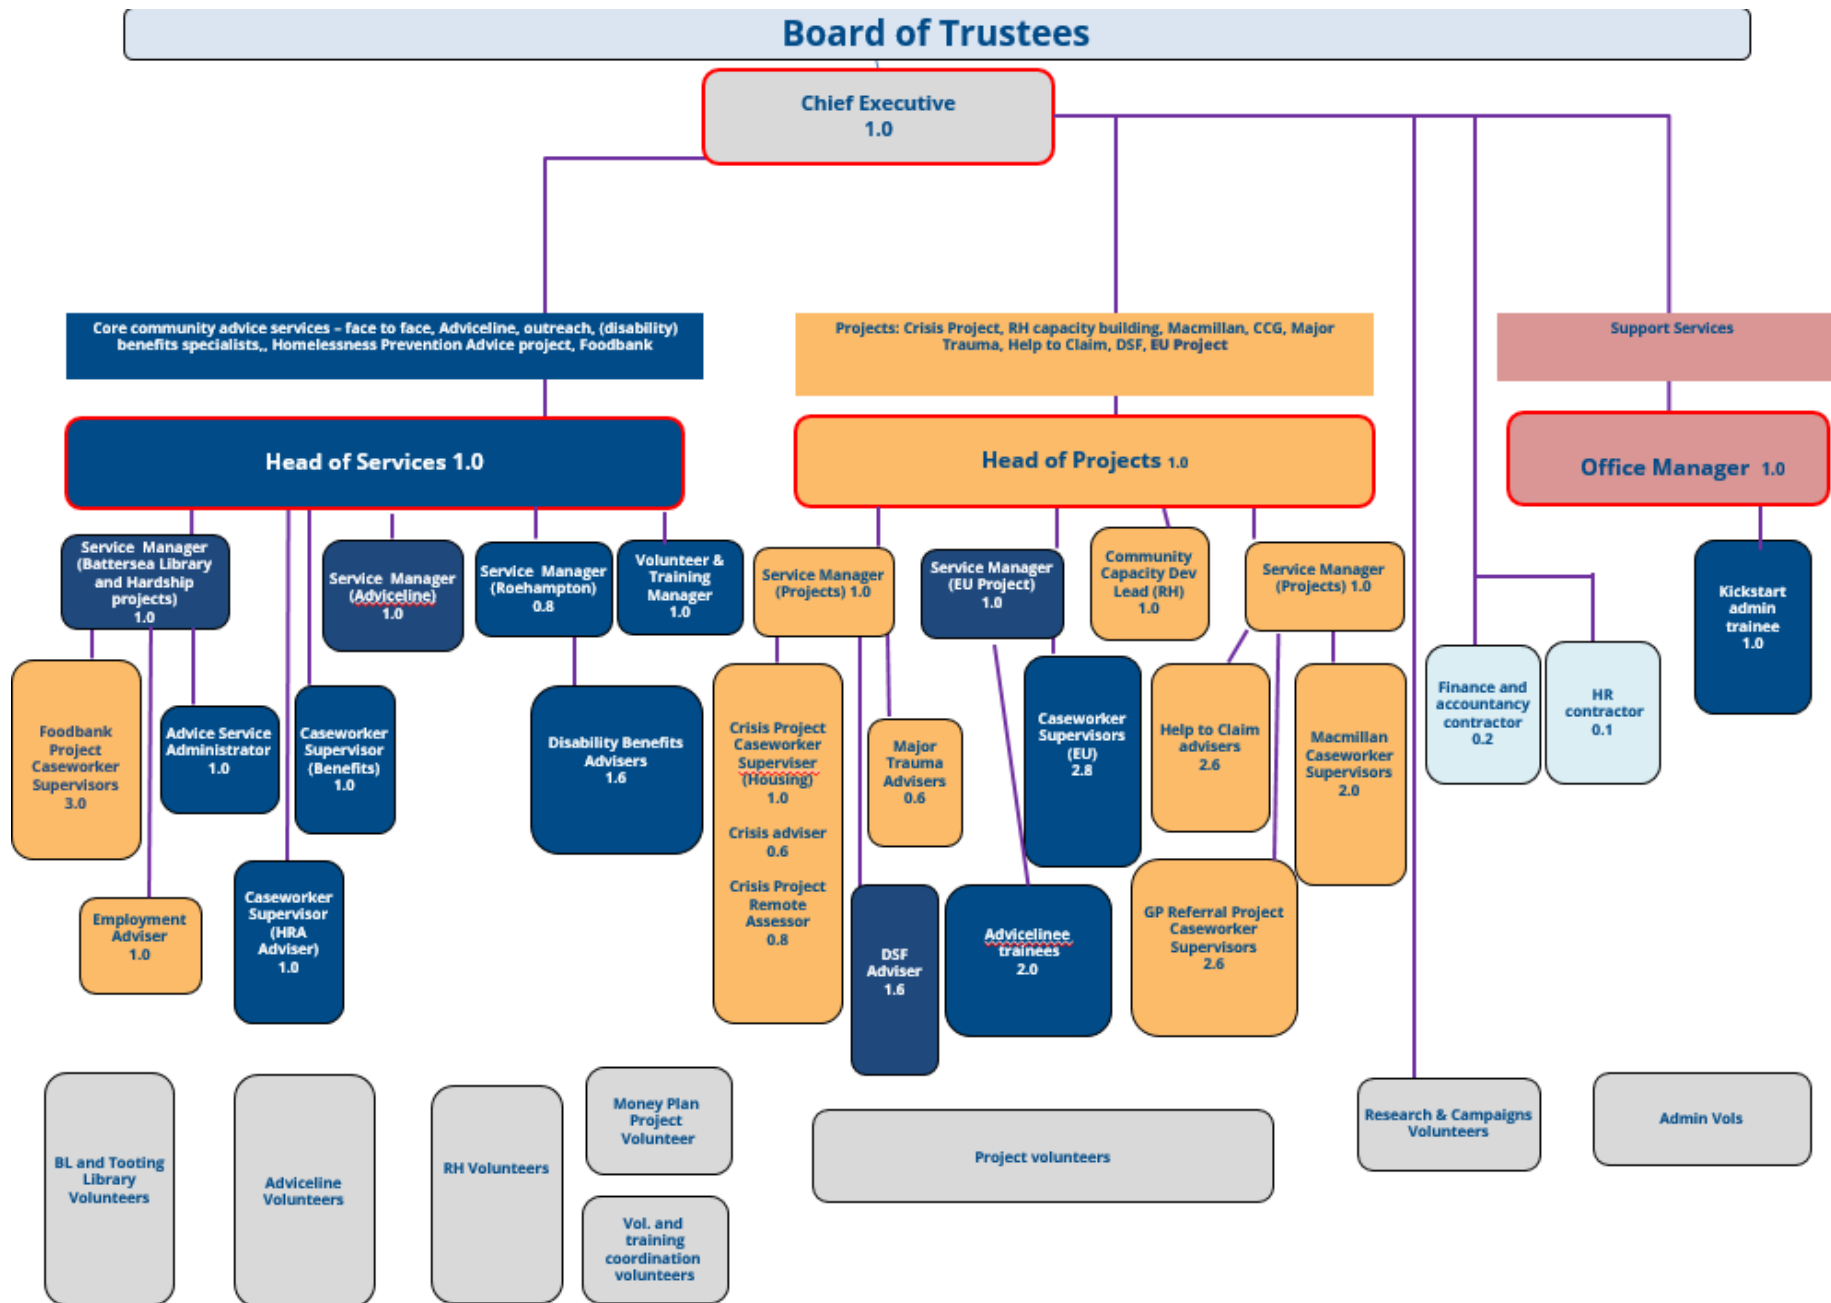 Board of Trustees
Chief Executive
1.0
Core community advice services – face to face, Adviceline, outreach, (disability)
benefits specialists,, Homelessness Prevention Advice project, Foodbank
Projects: Crisis Project, RH capacity building, Macmillan, CCG, Major
Trauma, Help to Claim, DSF, EU Project
Support Services
Head of Services 1.0
Head of Projects 1.0
Office Manager 1.0
Service Manager
(Battersea Library
and Hardship
projects)
1.0
Service Manager
(Adviceline)
1.0
Service Manager
(Roehampton)
0.8
Volunteer &
Training
Manager
1.0
Service Manager
(Projects) 1.0
Service Manager
(EU Project)
1.0
Community
Capacity Dev
Lead (RH)
1.0
Service Manager
(Projects) 1.0
Kickstart
admin
trainee
1.0
Foodbank
Project
Caseworker
Supervisors
3.0
Advice Service
Administrator
1.0
Caseworker
Supervisor
(Benefits)
1.0
Disability Benefits
Advisers
1.6
Crisis Project
Caseworker
Superviser
(Housing)
1.0
Crisis adviser
0.6
Crisis Project
Remote
Assessor
0.8
Major
Trauma
Advisers
0.6
Caseworker
Supervisors
(EU)
2.8
Help to Claim
advisers
2.6
Macmillan
Caseworker
Supervisors
2.0
Finance and
accountancy
contractor
0.2
HR
contractor
0.1
Employment
Adviser
1.0
Caseworker
Supervisor
(HRA
Adviser)
1.0
DSF
Adviser
1.6
Advicelinee
trainees
2.0
GP Referral Project
Caseworker
Supervisors
2.6
BL and Tooting
Library
Volunteers
Adviceline
Volunteers
RH Volunteers
Money Plan
Project
Volunteer
Vol. and
training
coordination
volunteers
Project volunteers
Research & Campaigns
Volunteers
Admin Vols